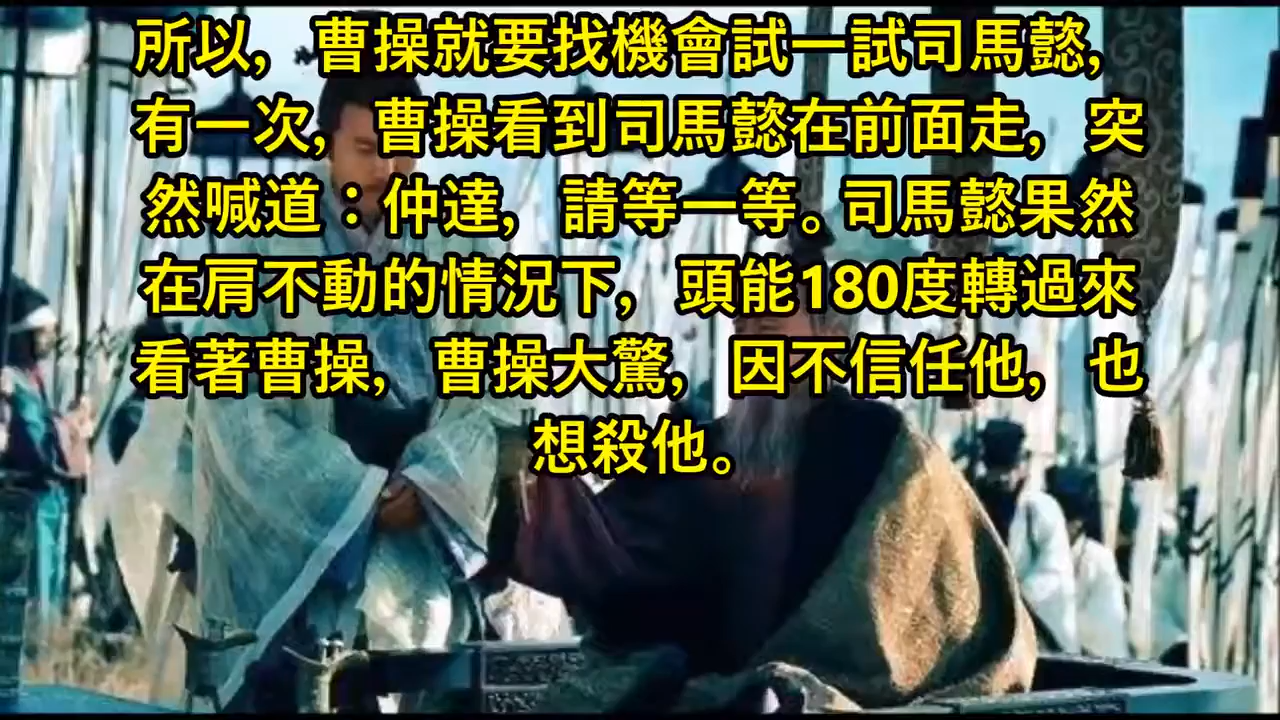 所以，曹操就要找機會試一試司馬懿，
有一次，曹操看到司馬懿在前面走，突
然喊道：仲達，請等一等。司馬懿果然
在肩不動的情況下，頭能180度轉過來
看著曹操，曹操大驚，因不信任他，也
想殺他。